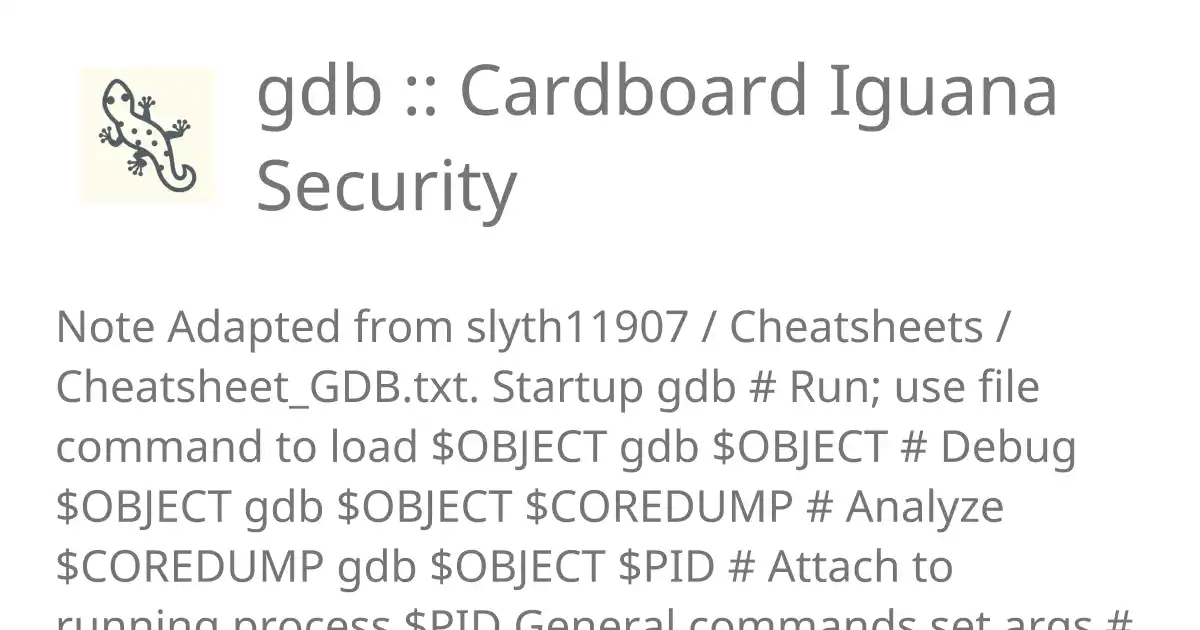 gdb :: Cardboard Iguana
Security
Note Adapted from slyth11907 / Cheatsheets /
Cheatsheet_GDB.txt. Startup gdb # Run; use file
command to load $OBJECT gdb $OBJECT # Debug
$OBJECT gdb $OBJECT $COREDUMP # Analyze
$COREDUMP gdb $OBJECT $PID # Attach to
running process $PID General commands set args #